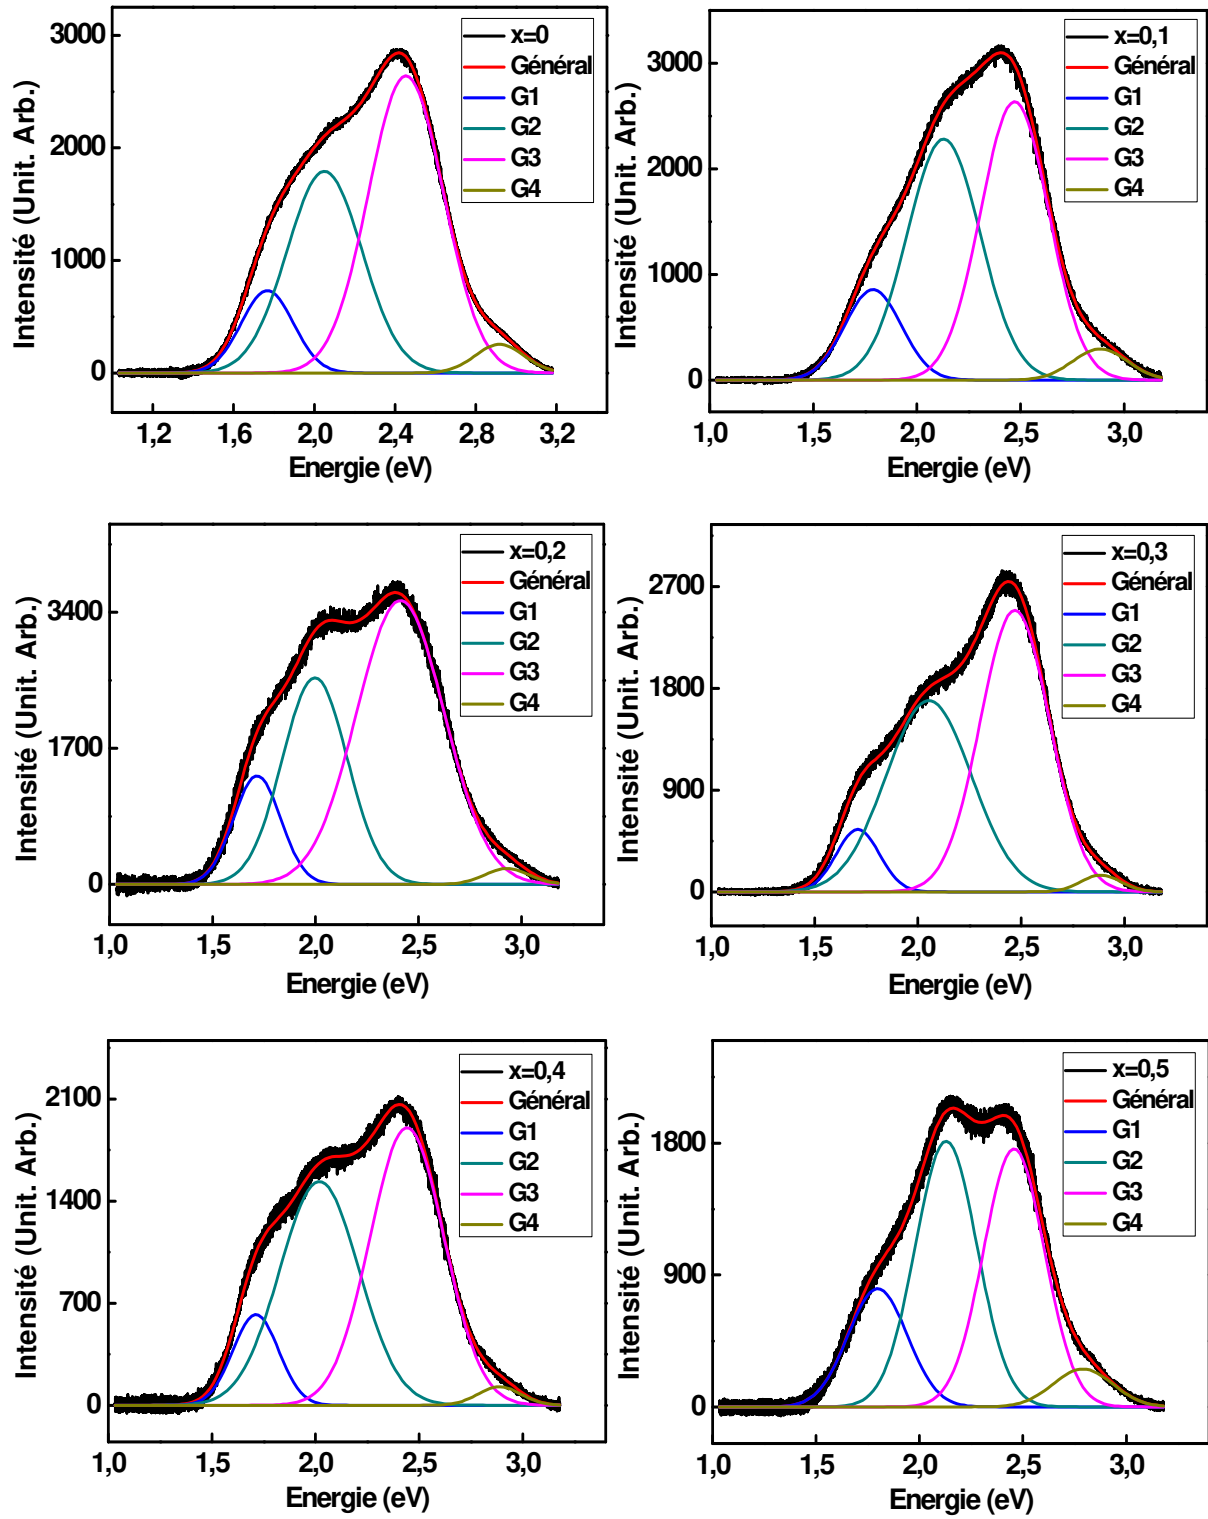 3000
2000
1000
0
Intensité (Unit. Arb.)
x=0
Général
G1
G2
G3
G4
1,2 1,6 2,0 2,4 2,8 3,2
Energie (eV)
3000
2000
1000
0
Intensité (Unit. Arb.)
x=0,1
Général
G1
G2
G3
G4
1,0 1,5 2,0 2,5 3,0
Energie (eV)
3400
1700
0
Intensité (Unit. Arb.)
x=0,2
Général
G1
G2
G3
G4
1,0 1,5 2,0 2,5 3,0
Energie (eV)
2700
1800
900
0
Intensité (Unit. Arb.)
x=0,3
Général
G1
G2
G3
G4
1,0 1,5 2,0 2,5 3,0
Energie (eV)
2100
1400
700
0
Intensité (Unit. Arb.)
x=0,4
Général
G1
G2
G3
G4
1,0 1,5 2,0 2,5 3,0
Energie (eV)
1800
900
0
Intensité (Unit. Arb.)
x=0,5
Général
G1
G2
G3
G4
1,0 1,5 2,0 2,5 3,0
Energie (eV)